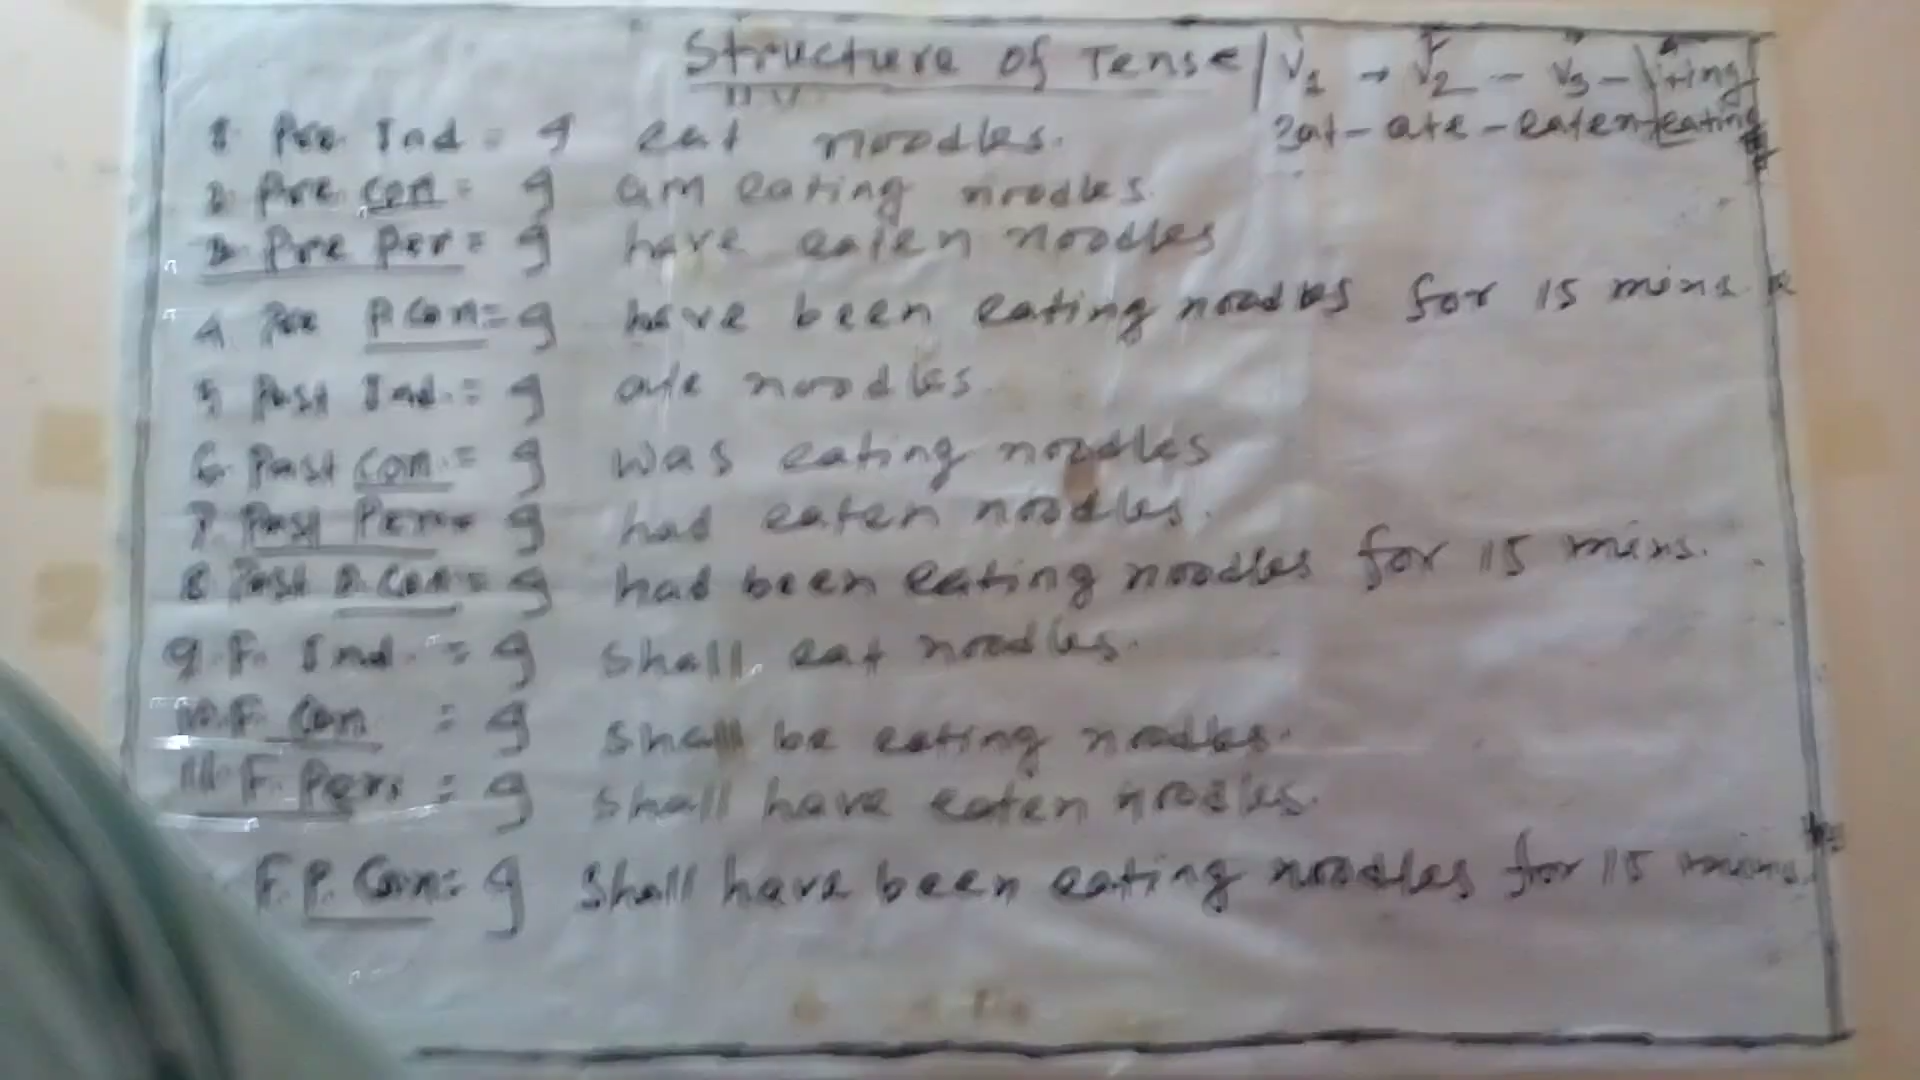 Structure of Tense | V1 → V2 – V3 – V+ing
Eat – ate – eaten – eating
1. Pre. Ind = I eat noodles.
2. Pre con = I am eating noodles.
3. Pre Per = I have eaten noodles
4. Pre P. Con = I have been eating noodles for 15 mins.
5. Past Ind. = I ate noodles.
6. Past Con. = I was eating noodles
7. Past Per = I had eaten noodles.
8. Past P. Con = I had been eating noodles for 15 mins.
9. F. Ind. = I shall eat noodles.
10. F. Con = I shall be eating noodles.
11. F. Per. = I shall have eaten noodles.
F. P. Con = I shall have been eating noodles for 15 mins.